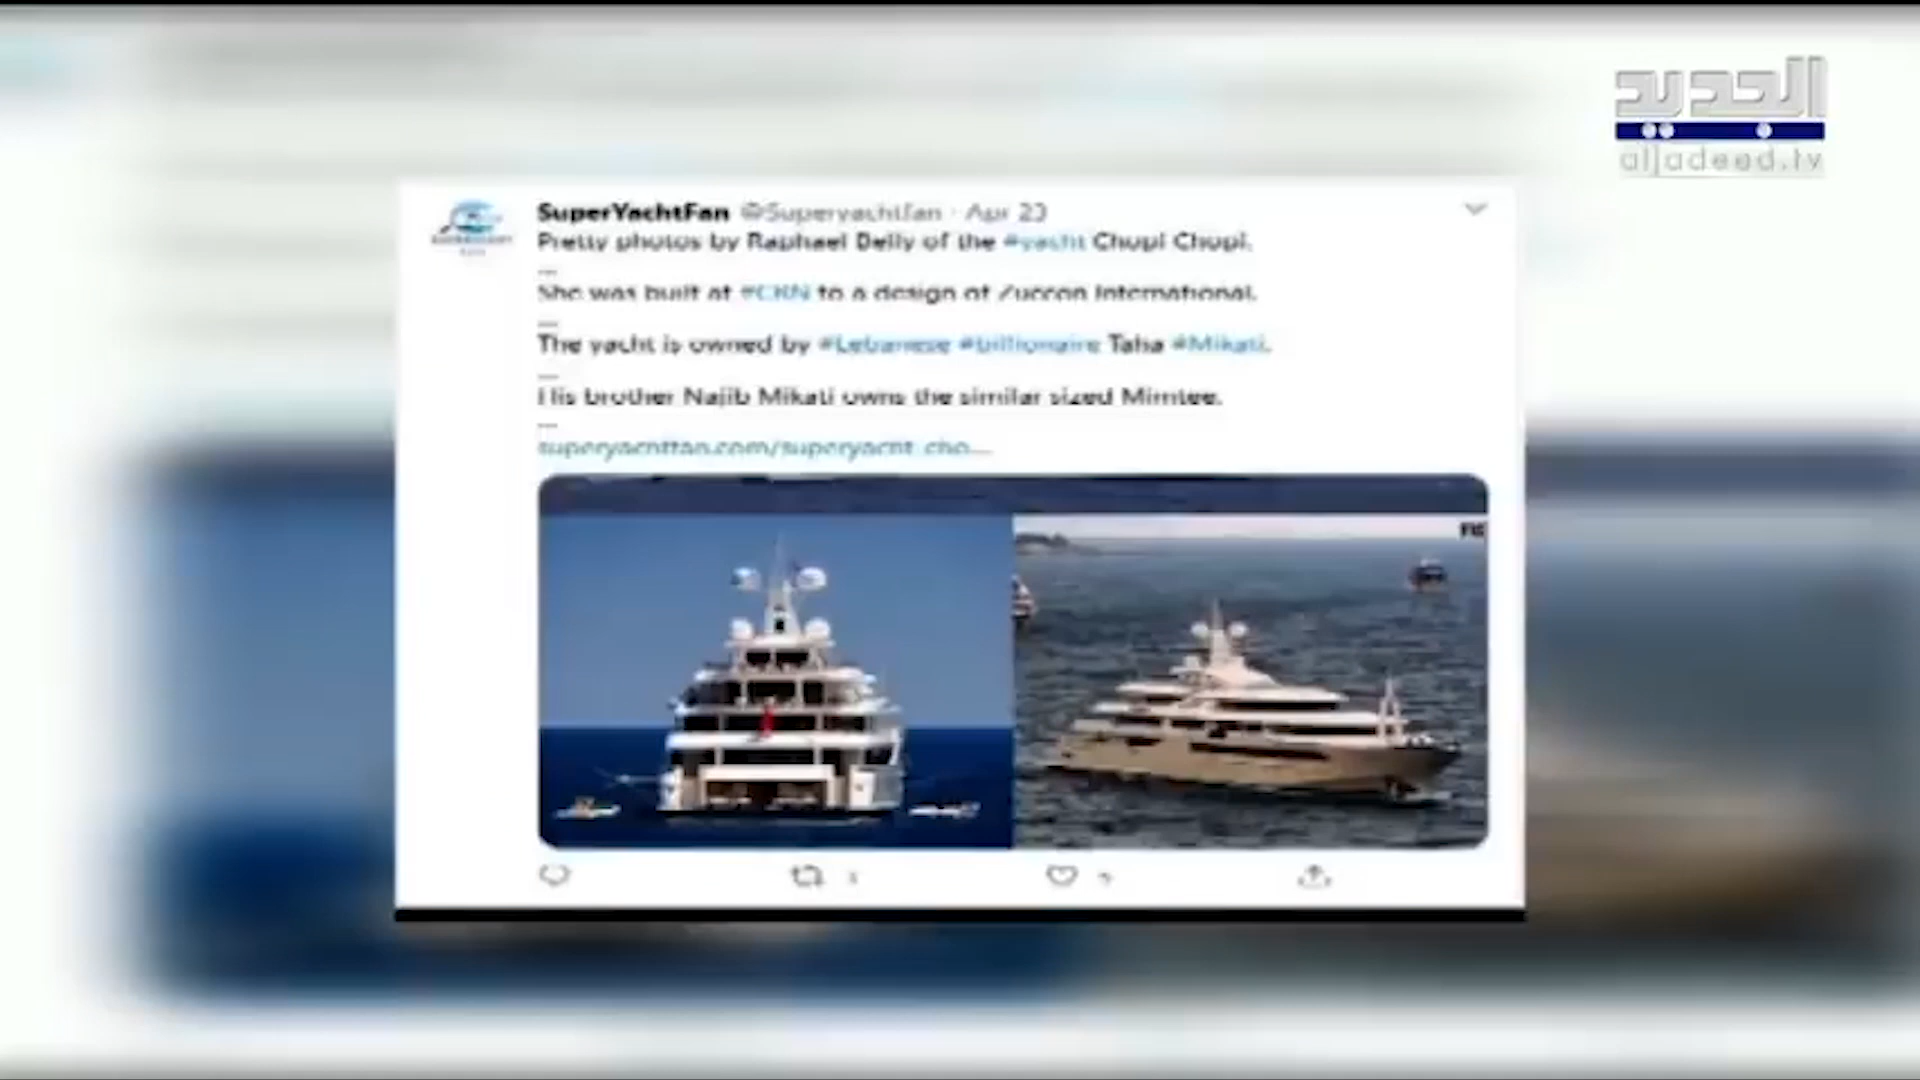 الجديد
aljadeed.tv
SuperYachtFan @Superyachtfan · Apr 23
Pretty photos by Raphael Belly of the #yacht Chopi Chopi.
...
She was built at #CRN to a design of Zuccon International.
...
The yacht is owned by #Lebanese #billionaire Taha #Mikati.
...
His brother Najib Mikati owns the similar sized Mimtee.
...
superyachtfan.com/superyacht-cho...